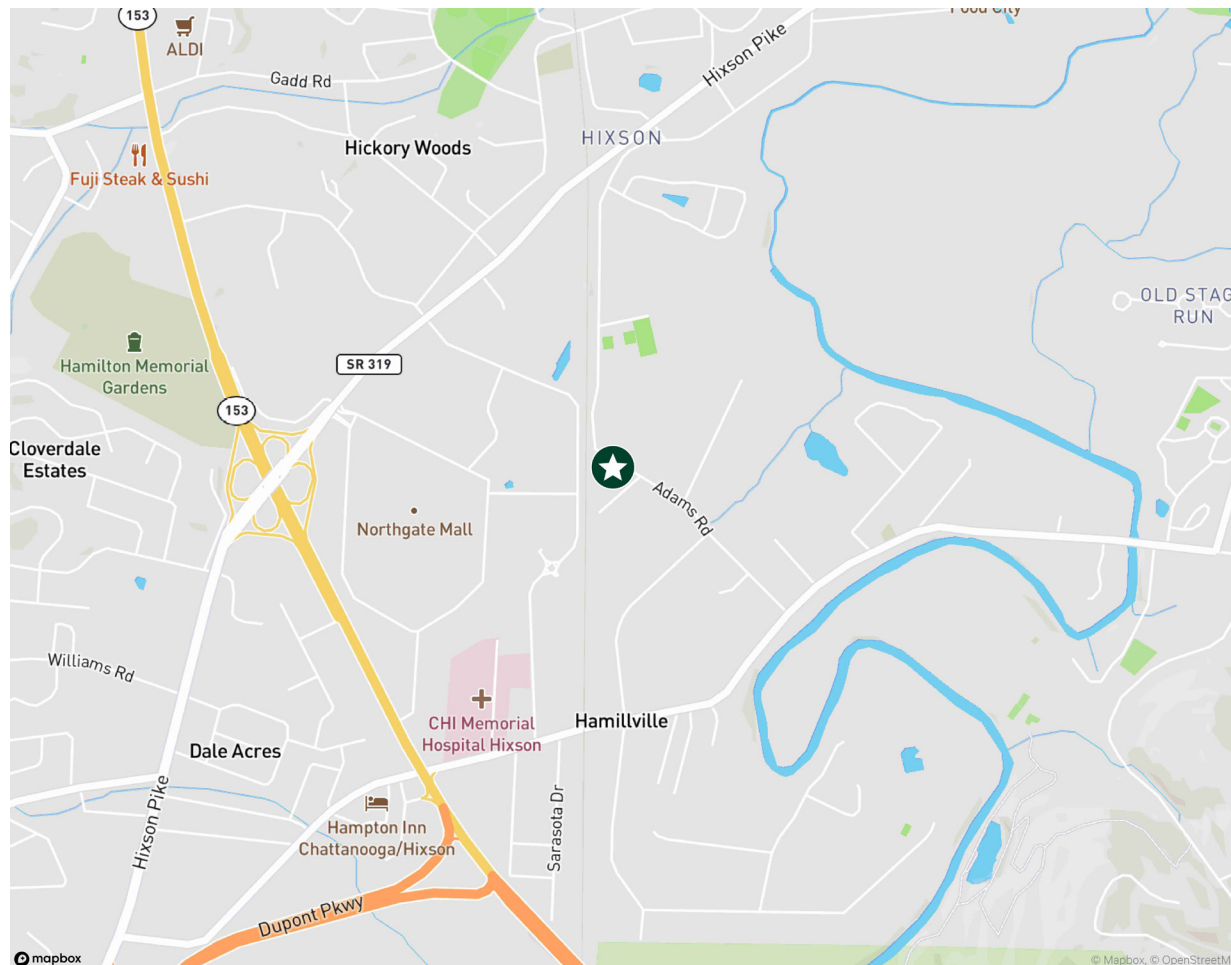 153
ALDI
Food City
Gadd Rd
Hixson Pike
Hickory Woods
HIXSON
Fuji Steak & Sushi
OLD STAG
RUN
Hamilton Memorial
Gardens
SR 319
153
Cloverdale
Estates
Adams Rd
Northgate Mall
Williams Rd
CHI Memorial
Hospital Hixson
Hamillville
Dale Acres
Hixson Pike
Hampton Inn
Chattanooga/Hixson
Sarasota Dr
Dupont Pkwy
mapbox
© Mapbox, © OpenStreetM